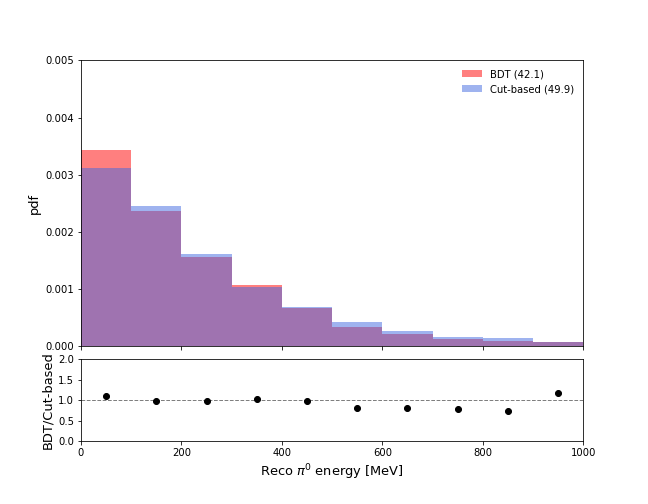 0.005
0.004
0.003
0.002
0.001
0.000
pdf
BDT (42.1)
Cut-based (49.9)
2.0
1.5
1.0
0.5
0.0
BDT/Cut-based
0 200 400 600 800 1000
Reco π⁰ energy [MeV]